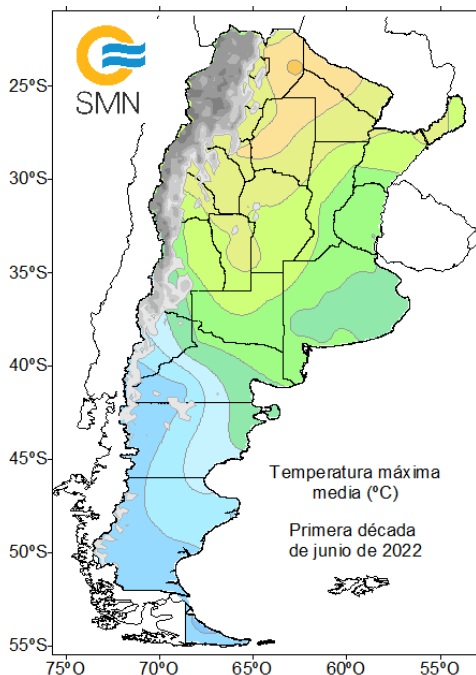 SMN
25°S
30°S
35°S
40°S
45°S
50°S
55°S
Temperatura máxima
media (ºC)
Primera década
de junio de 2022
75°O
70°O
65°O
60°O
55°O